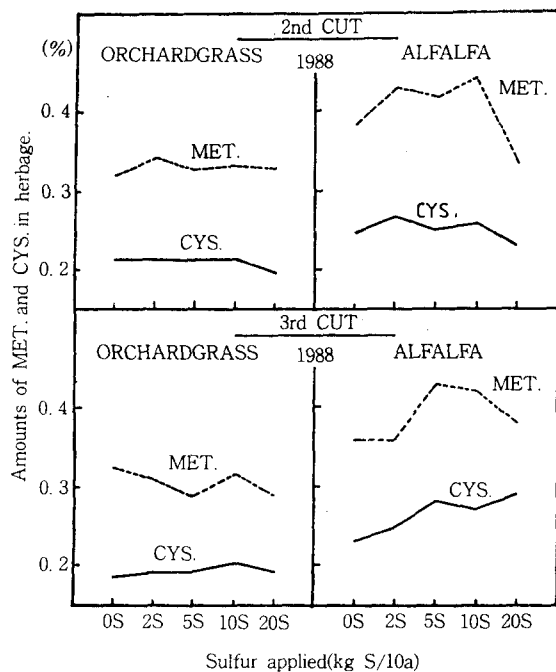 2nd CUT
(%)
ORCHARDGRASS
1988
ALFALFA
0.4
MET.
MET.
0.3
CYS.
CYS.
0.2
Amounts of MET. and CYS. in herbage.
3rd CUT
ORCHARDGRASS
1988
ALFALFA
0.4
MET.
MET.
0.3
CYS.
CYS.
0.2
0S 2S 5S 10S 20S
0S 2S 5S 10S 20S
Sulfur applied(kg S/10a)